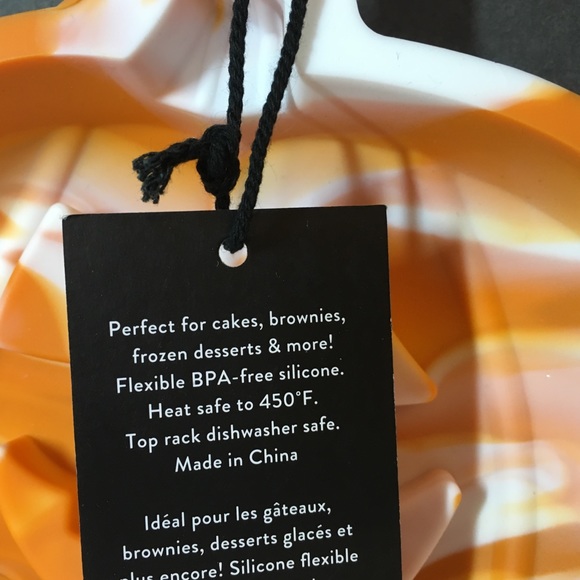 Perfect for cakes, brownies,
frozen desserts & more!
Flexible BPA-free silicone.
Heat safe to 450°F.
Top rack dishwasher safe.
Made in China
Idéal pour les gâteaux,
brownies, desserts glacés et
plus encore! Silicone flexible